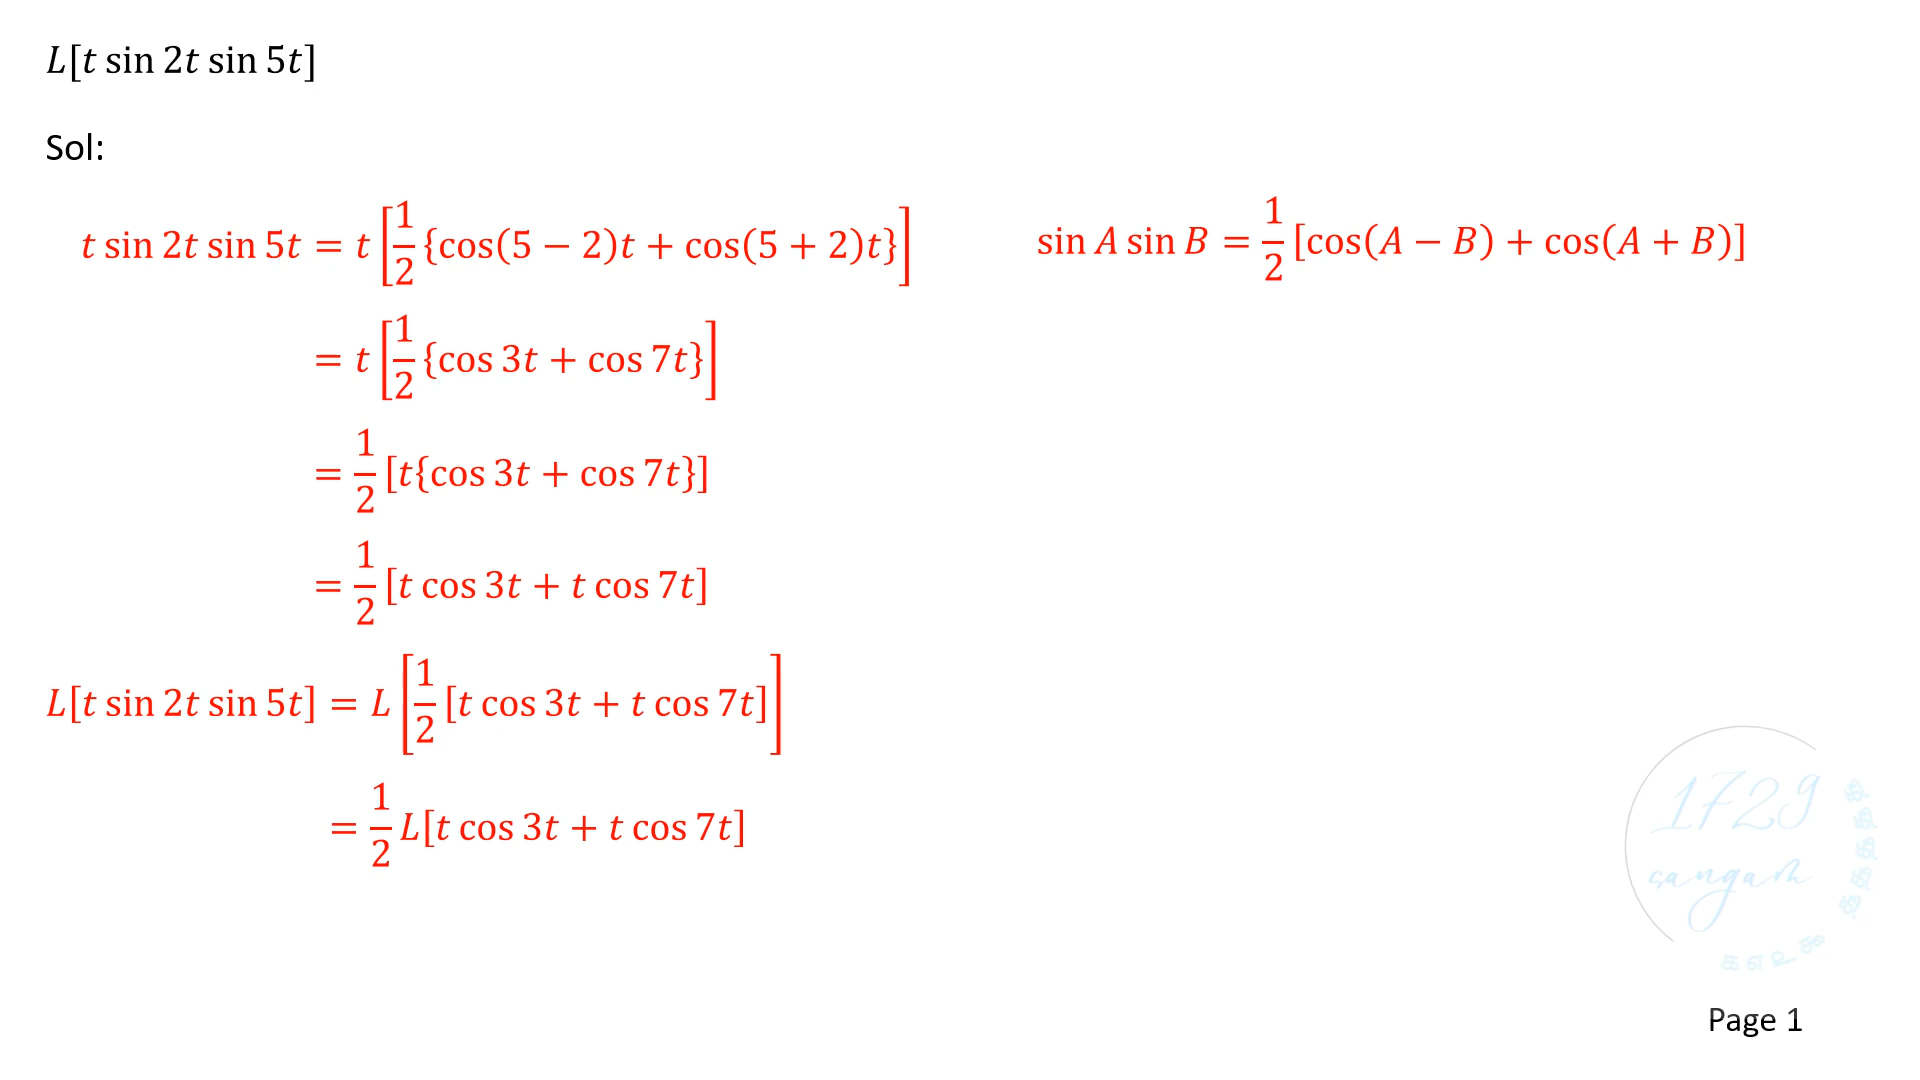 L[t sin 2t sin 5t]
Sol:
t sin 2t sin 5t = t [1/2 {cos(5 − 2)t + cos(5 + 2)t}]
sin A sin B = 1/2 [cos(A − B) + cos(A + B)]
= t [1/2 {cos 3t + cos 7t}]
= 1/2 [t{cos 3t + cos 7t}]
= 1/2 [t cos 3t + t cos 7t]
L[t sin 2t sin 5t] = L [1/2 [t cos 3t + t cos 7t]]
= 1/2 L[t cos 3t + t cos 7t]
1729
sangam
Page 1